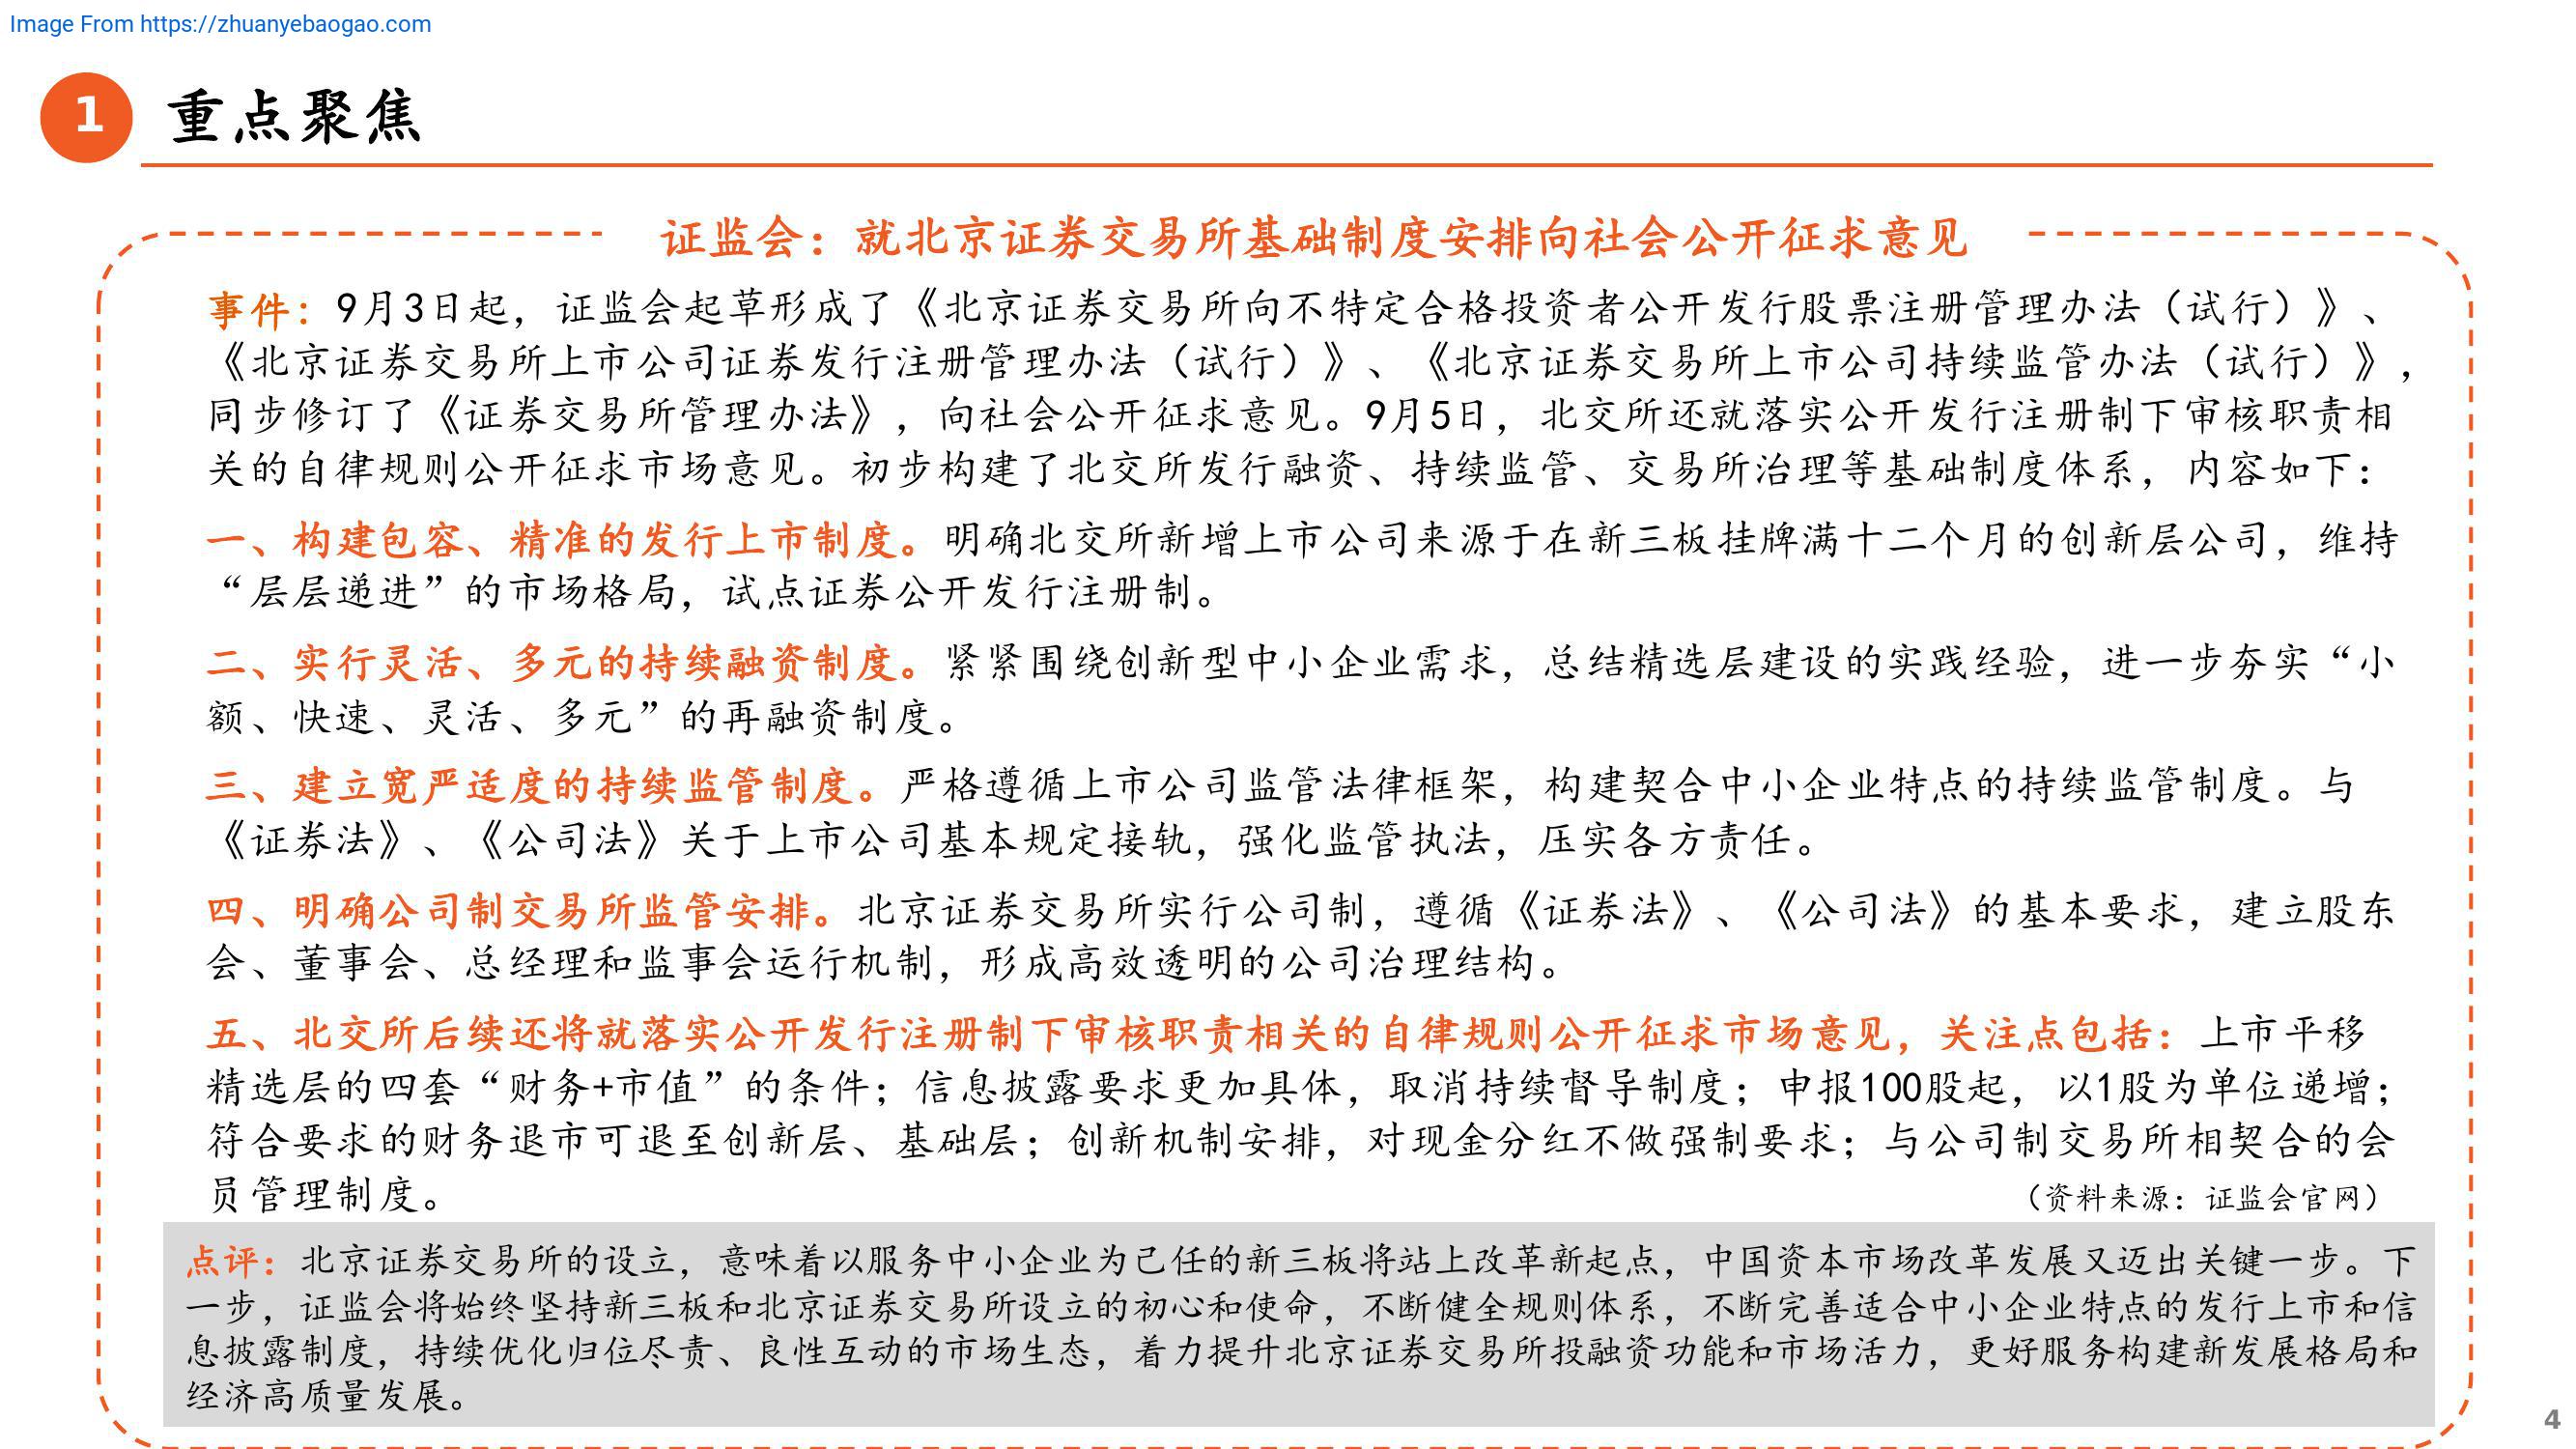 Image From https://zhuanyebaogao.com
1
重点聚焦
证监会：就北京证券交易所基础制度安排向社会公开征求意见
事件：9月3日起，证监会起草形成了《北京证券交易所向不特定合格投资者公开发行股票注册管理办法（试行）》、
《北京证券交易所上市公司证券发行注册管理办法（试行）》、《北京证券交易所上市公司持续监管办法（试行）》，
同步修订了《证券交易所管理办法》，向社会公开征求意见。9月5日，北交所还就落实公开发行注册制下审核职责相
关的自律规则公开征求市场意见。初步构建了北交所发行融资、持续监管、交易所治理等基础制度体系，内容如下：
一、构建包容、精准的发行上市制度。明确北交所新增上市公司来源于在新三板挂牌满十二个月的创新层公司，维持
“层层递进”的市场格局，试点证券公开发行注册制。
二、实行灵活、多元的持续融资制度。紧紧围绕创新型中小企业需求，总结精选层建设的实践经验，进一步夯实“小
额、快速、灵活、多元”的再融资制度。
三、建立宽严适度的持续监管制度。严格遵循上市公司监管法律框架，构建契合中小企业特点的持续监管制度。与
《证券法》、《公司法》关于上市公司基本规定接轨，强化监管执法，压实各方责任。
四、明确公司制交易所监管安排。北京证券交易所实行公司制，遵循《证券法》、《公司法》的基本要求，建立股东
会、董事会、总经理和监事会运行机制，形成高效透明的公司治理结构。
五、北交所后续还将就落实公开发行注册制下审核职责相关的自律规则公开征求市场意见，关注点包括：上市平移
精选层的四套“财务+市值”的条件；信息披露要求更加具体，取消持续督导制度；申报100股起，以1股为单位递增；
符合要求的财务退市可退至创新层、基础层；创新机制安排，对现金分红不做强制要求；与公司制交易所相契合的会
员管理制度。
（资料来源：证监会官网）
点评：北京证券交易所的设立，意味着以服务中小企业为己任的新三板将站上改革新起点，中国资本市场改革发展又迈出关键一步。下
一步，证监会将始终坚持新三板和北京证券交易所设立的初心和使命，不断健全规则体系，不断完善适合中小企业特点的发行上市和信
息披露制度，持续优化归位尽责、良性互动的市场生态，着力提升北京证券交易所投融资功能和市场活力，更好服务构建新发展格局和
经济高质量发展。
4